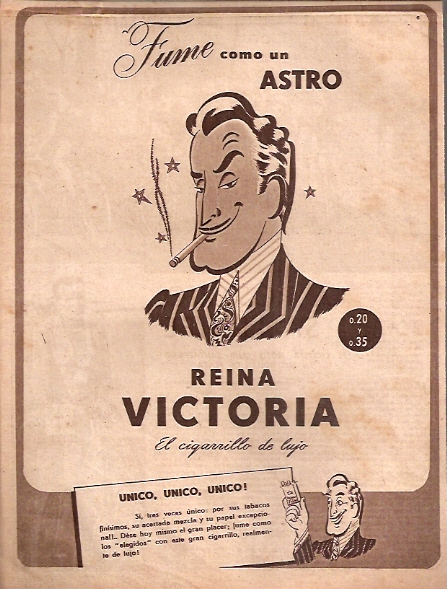 Fume como un
ASTRO
0.20
y
0.35
REINA
VICTORIA
El cigarrillo de lujo
UNICO, UNICO, UNICO!
Sí, tres veces único: por sus tabacos
finísimos, su acertada mezcla y su papel excepcio-
nal!.. Dése hoy mismo el gran placer; fume como
los "elegidos" con este gran cigarrillo, realmen-
te de lujo!